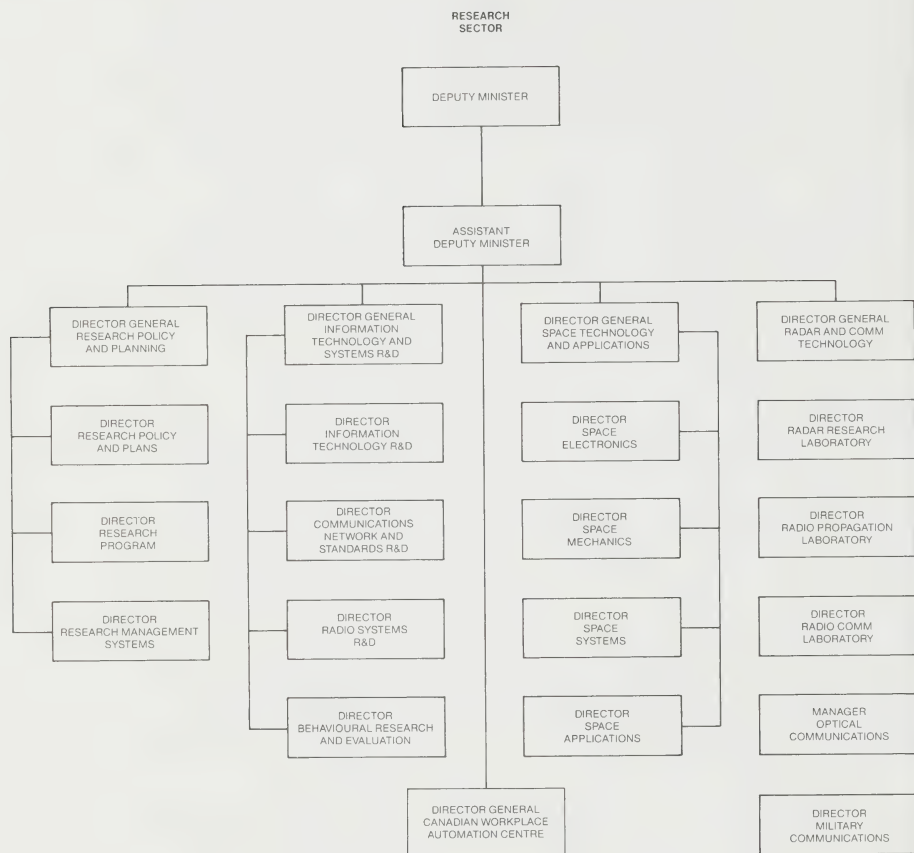 RESEARCH
SECTOR
DEPUTY MINISTER
ASSISTANT
DEPUTY MINISTER
DIRECTOR GENERAL
RESEARCH POLICY
AND PLANNING
DIRECTOR
RESEARCH POLICY
AND PLANS
DIRECTOR
RESEARCH
PROGRAM
DIRECTOR
RESEARCH MANAGEMENT
SYSTEMS
DIRECTOR GENERAL
INFORMATION
TECHNOLOGY AND
SYSTEMS R&D
DIRECTOR
INFORMATION
TECHNOLOGY R&D
DIRECTOR
COMMUNICATIONS
NETWORK AND
STANDARDS R&D
DIRECTOR
RADIO SYSTEMS
R&D
DIRECTOR
BEHAVIOURAL RESEARCH
AND EVALUATION
DIRECTOR GENERAL
CANADIAN WORKPLACE
AUTOMATION CENTRE
DIRECTOR GENERAL
SPACE TECHNOLOGY
AND APPLICATIONS
DIRECTOR
SPACE
ELECTRONICS
DIRECTOR
SPACE
MECHANICS
DIRECTOR
SPACE
SYSTEMS
DIRECTOR
SPACE
APPLICATIONS
DIRECTOR GENERAL
RADAR AND COMM
TECHNOLOGY
DIRECTOR
RADAR RESEARCH
LABORATORY
DIRECTOR
RADIO PROPAGATION
LABORATORY
DIRECTOR
RADIO COMM
LABORATORY
MANAGER
OPTICAL
COMMUNICATIONS
DIRECTOR
MILITARY
COMMUNICATIONS